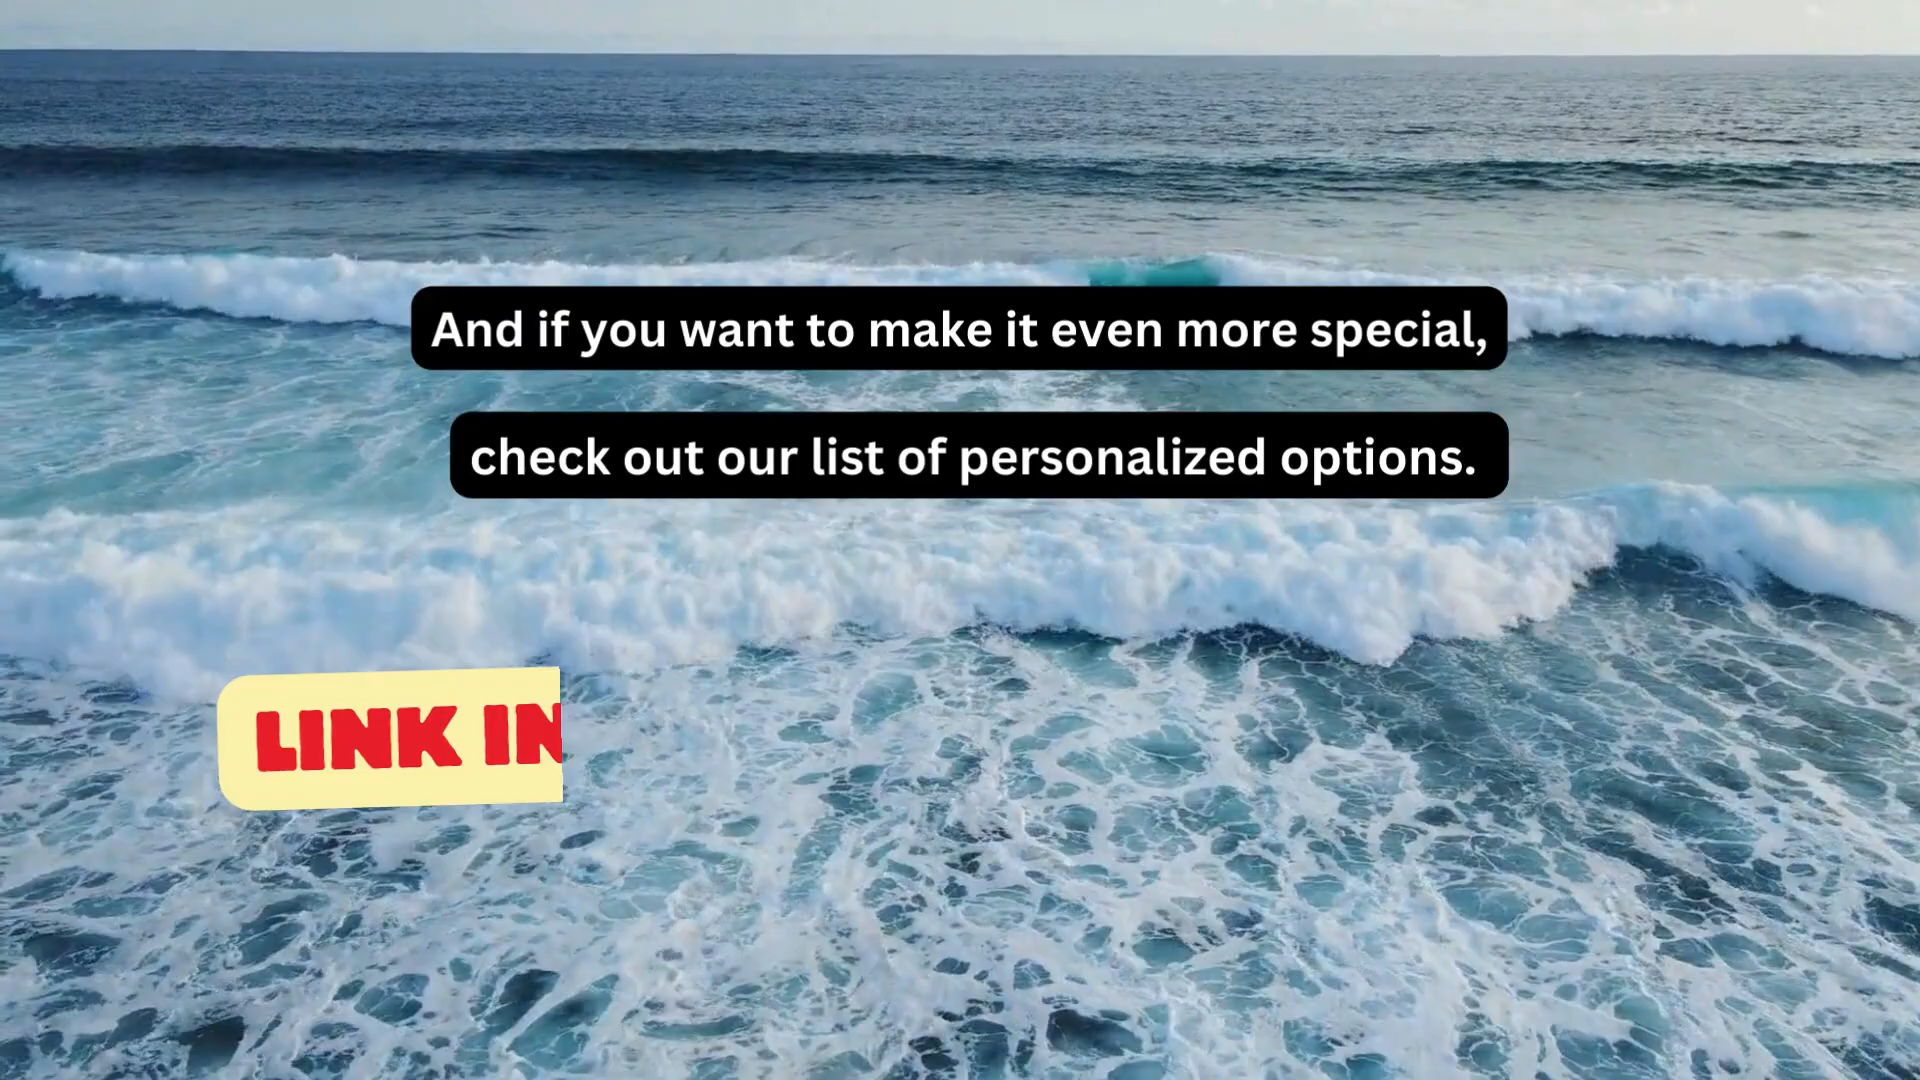 And if you want to make it even more special,
check out our list of personalized options.
LINK IN